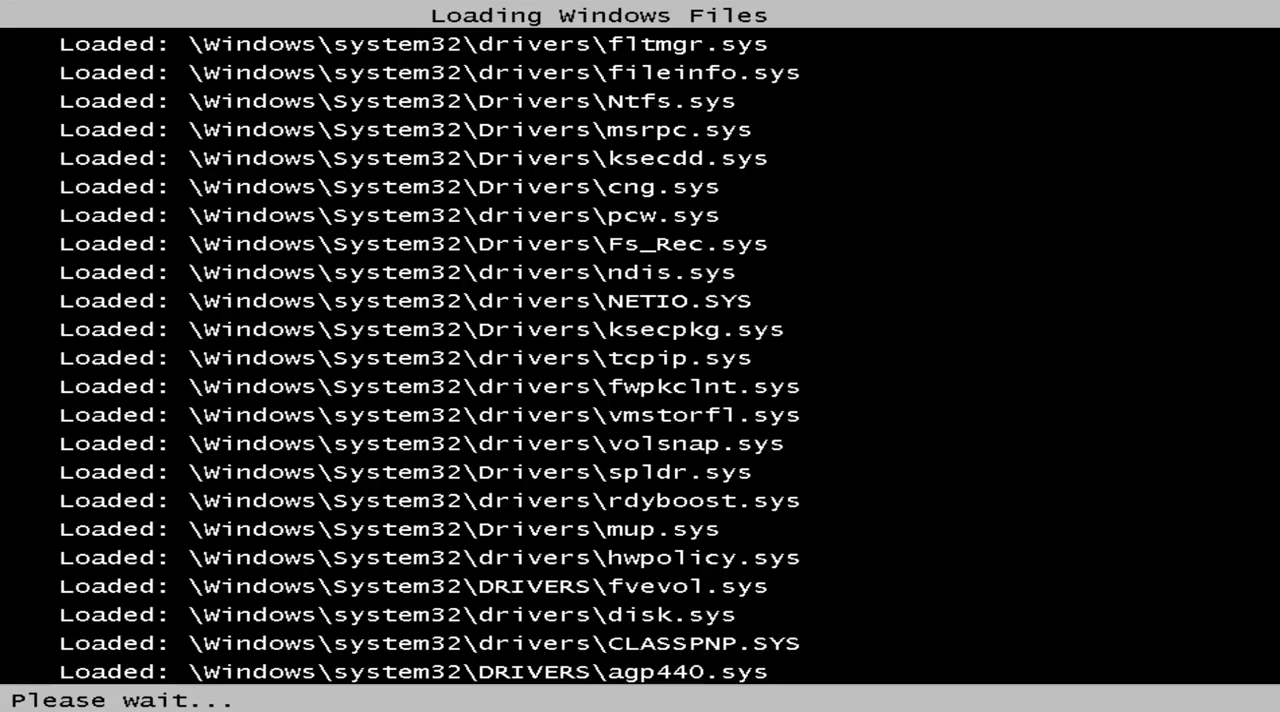 Loading Windows Files
Loaded: \Windows\system32\drivers\fltmgr.sys
Loaded: \Windows\system32\drivers\fileinfo.sys
Loaded: \Windows\System32\Drivers\Ntfs.sys
Loaded: \Windows\System32\Drivers\msrpc.sys
Loaded: \Windows\System32\Drivers\ksecdd.sys
Loaded: \Windows\System32\Drivers\cng.sys
Loaded: \Windows\System32\drivers\pcw.sys
Loaded: \Windows\System32\Drivers\Fs_Rec.sys
Loaded: \Windows\system32\drivers\ndis.sys
Loaded: \Windows\system32\drivers\NETIO.SYS
Loaded: \Windows\System32\Drivers\ksecpkg.sys
Loaded: \Windows\System32\drivers\tcpip.sys
Loaded: \Windows\System32\drivers\fwpkclnt.sys
Loaded: \Windows\system32\drivers\vmstorfl.sys
Loaded: \Windows\system32\drivers\volsnap.sys
Loaded: \Windows\System32\Drivers\spldr.sys
Loaded: \Windows\System32\drivers\rdyboost.sys
Loaded: \Windows\System32\Drivers\mup.sys
Loaded: \Windows\System32\drivers\hwpolicy.sys
Loaded: \Windows\System32\DRIVERS\fvevol.sys
Loaded: \Windows\system32\drivers\disk.sys
Loaded: \Windows\system32\drivers\CLASSPNP.SYS
Loaded: \Windows\system32\DRIVERS\agp440.sys
Please wait...